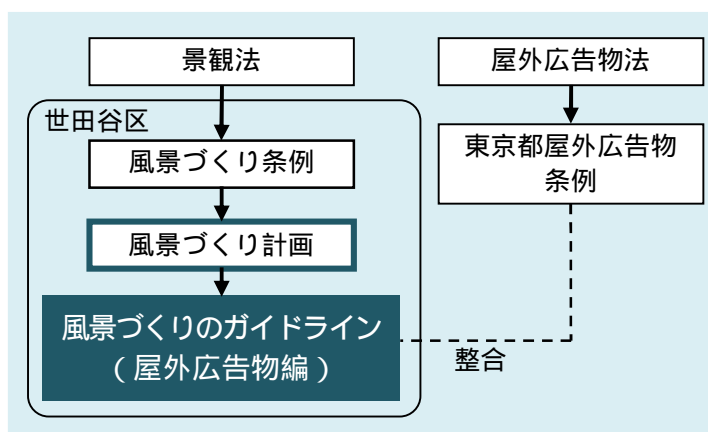 景観法
屋外広告物法
世田谷区
風景づくり条例
東京都屋外広告物
条例
風景づくり計画
風景づくりのガイドライン
(屋外広告物編)
整合